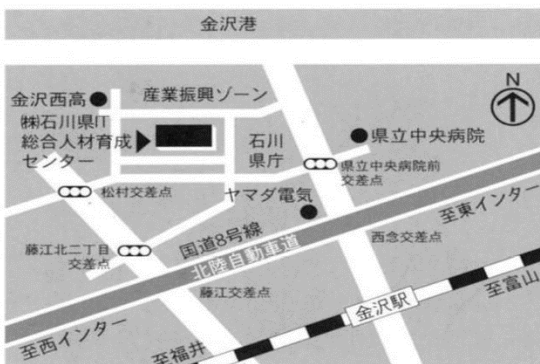 金沢港
N
金沢西高
産業振興ゾーン
㈱石川県IT
総合人材育成
センター
石川
県庁
県立中央病院
県立中央病院前
交差点
松村交差点
ヤマダ電気
至東インター
国道8号線
西念交差点
藤江北二丁目
交差点
北陸自動車道
藤江交差点
金沢駅
至富山
至西インター
至福井